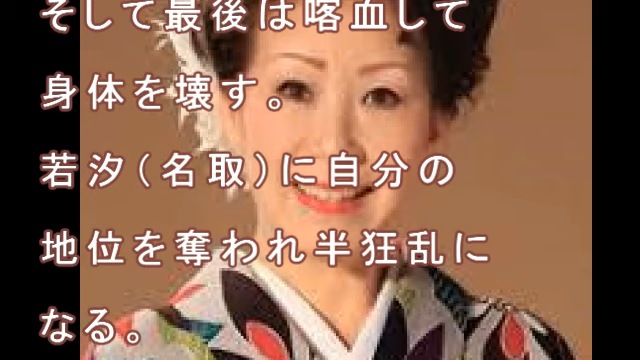 そして最後は喀血して
身体を壊す。
若汐(名取)に自分の
地位を奪われ半狂乱に
なる。